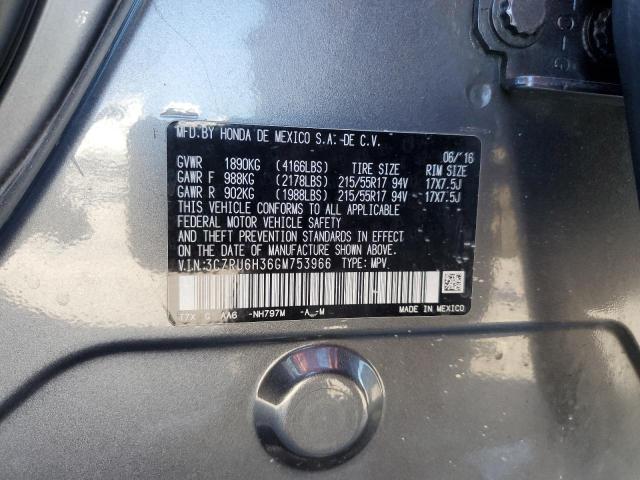 MFD.BY HONDA DE MEXICO S.A.-DE C.V.
06/'16
GVWR 1890KG (4166LBS) TIRE SIZE RIM SIZE
GAWR F 988KG (2178LBS) 215/55R17 94V 17X7.5J
GAWR R 902KG (1988LBS) 215/55R17 94V 17X7.5J
THIS VEHICLE CONFORMS TO ALL APPLICABLE
FEDERAL MOTOR VEHICLE SAFETY
AND THEFT PREVENTION STANDARDS IN EFFECT
ON THE DATE OF MANUFACTURE SHOWN ABOVE.
V.I.N:3CZRU6H36GM753966 TYPE:MPV
T7X AA6 -NH797M -A_-M MADE IN MEXICO